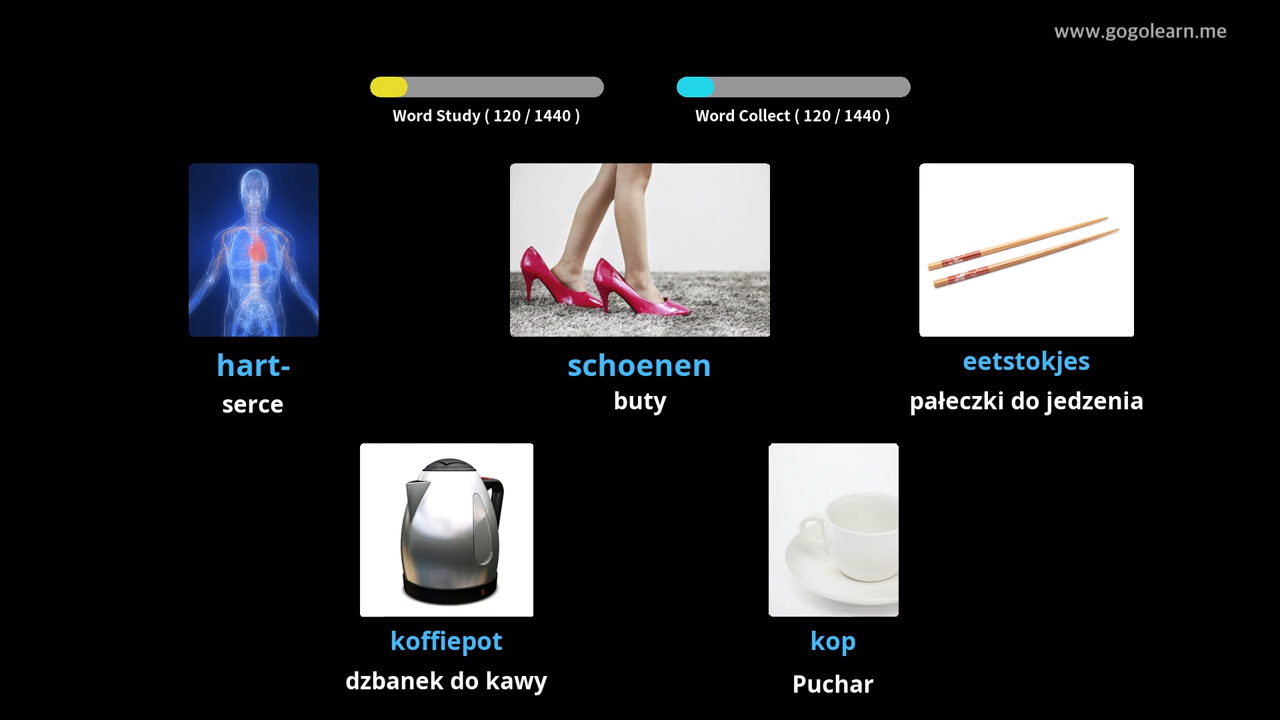 www.gogolearn.me
Word Study ( 120 / 1440 )
Word Collect ( 120 / 1440 )
hart-
serce
schoenen
buty
eetstokjes
pałeczki do jedzenia
koffiepot
dzbanek do kawy
kop
Puchar